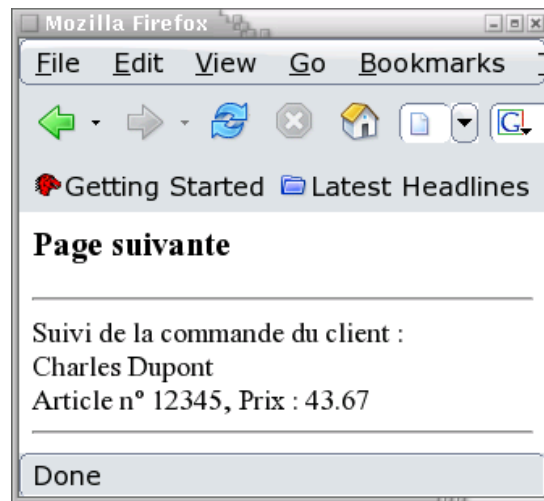 Mozilla Firefox
File Edit View Go Bookmarks
Getting Started Latest Headlines
Page suivante
Suivi de la commande du client :
Charles Dupont
Article n° 12345, Prix : 43.67
Done